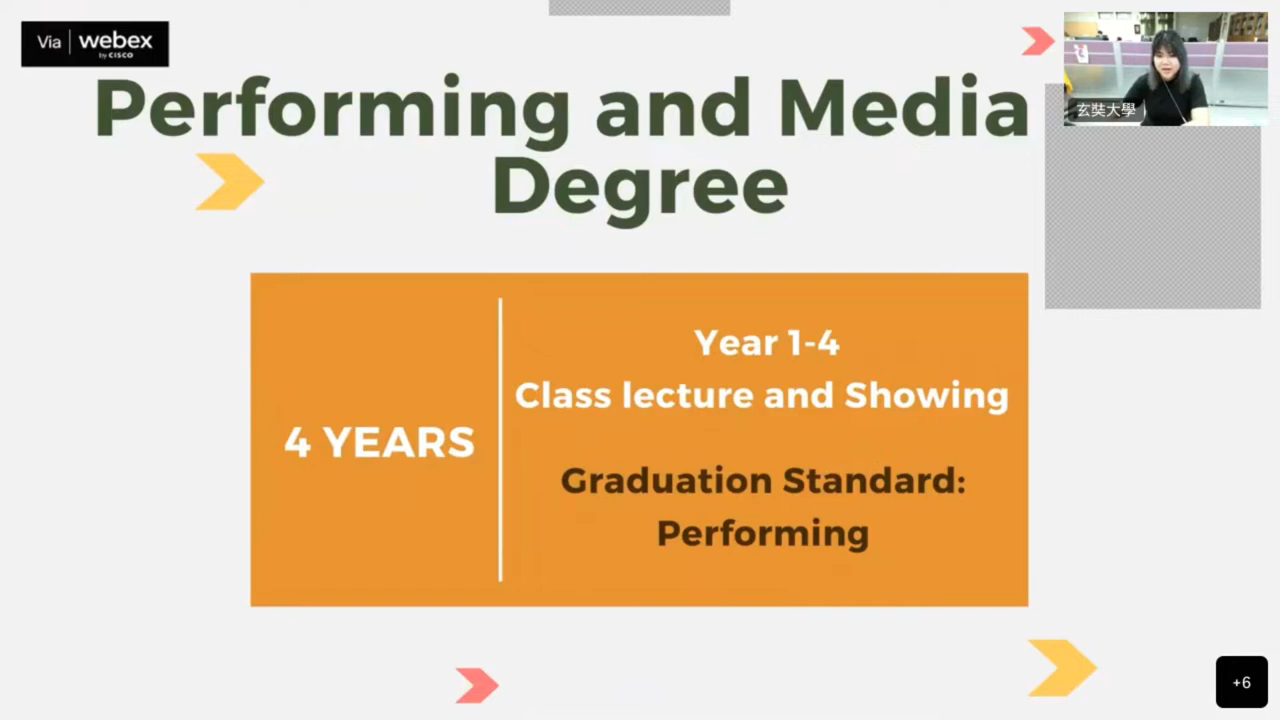 Via webex
by CISCO
Performing and Media
Degree
玄奘大學
4 YEARS
Year 1-4
Class lecture and Showing
Graduation Standard:
Performing
+6